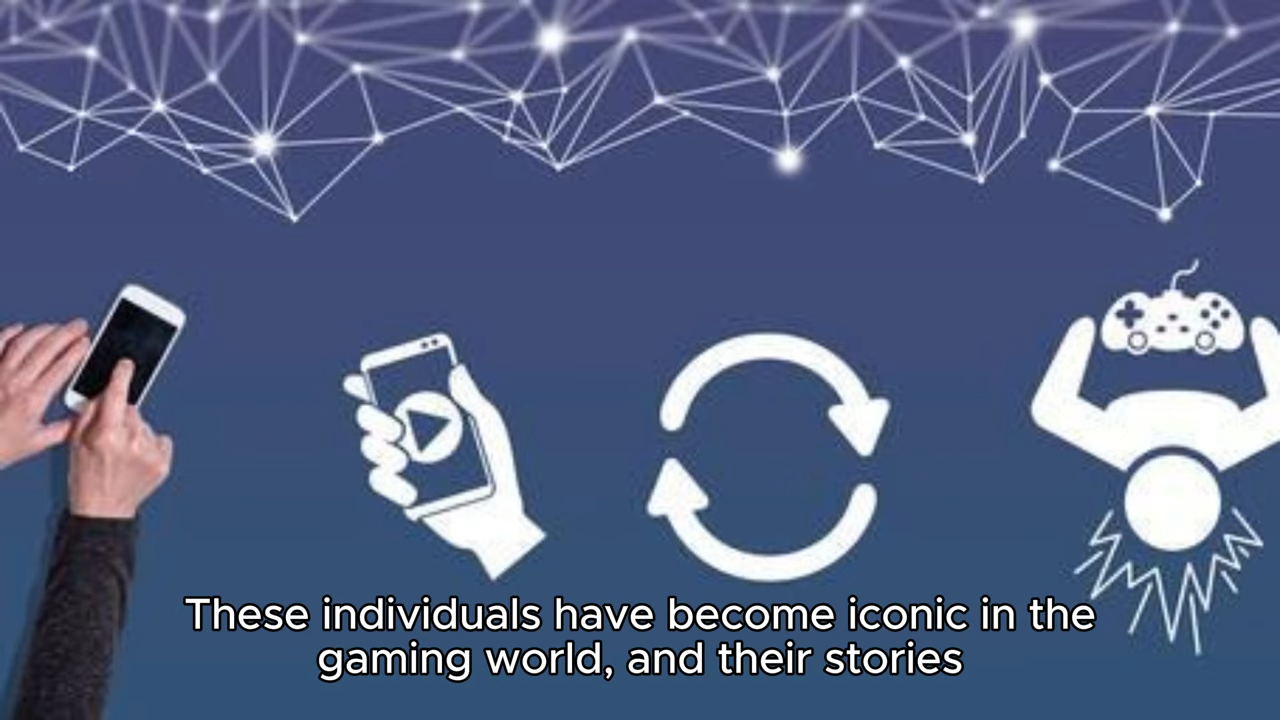 These individuals have become iconic in the
gaming world, and their stories